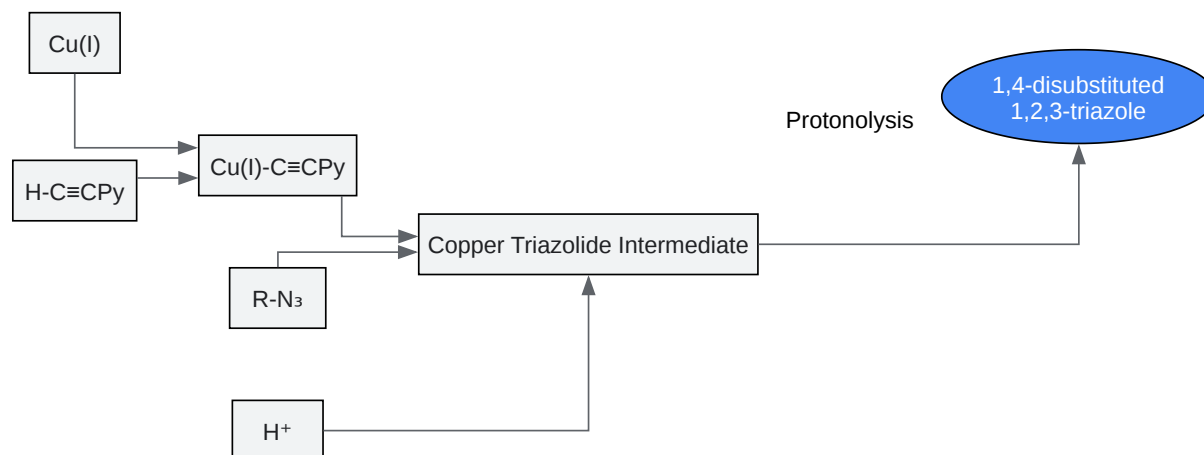 Cu(I)
H-C≡CPy
Cu(I)-C≡CPy
R-N₃
H⁺
Copper Triazolide Intermediate
Protonolysis
1,4-disubstituted
1,2,3-triazole